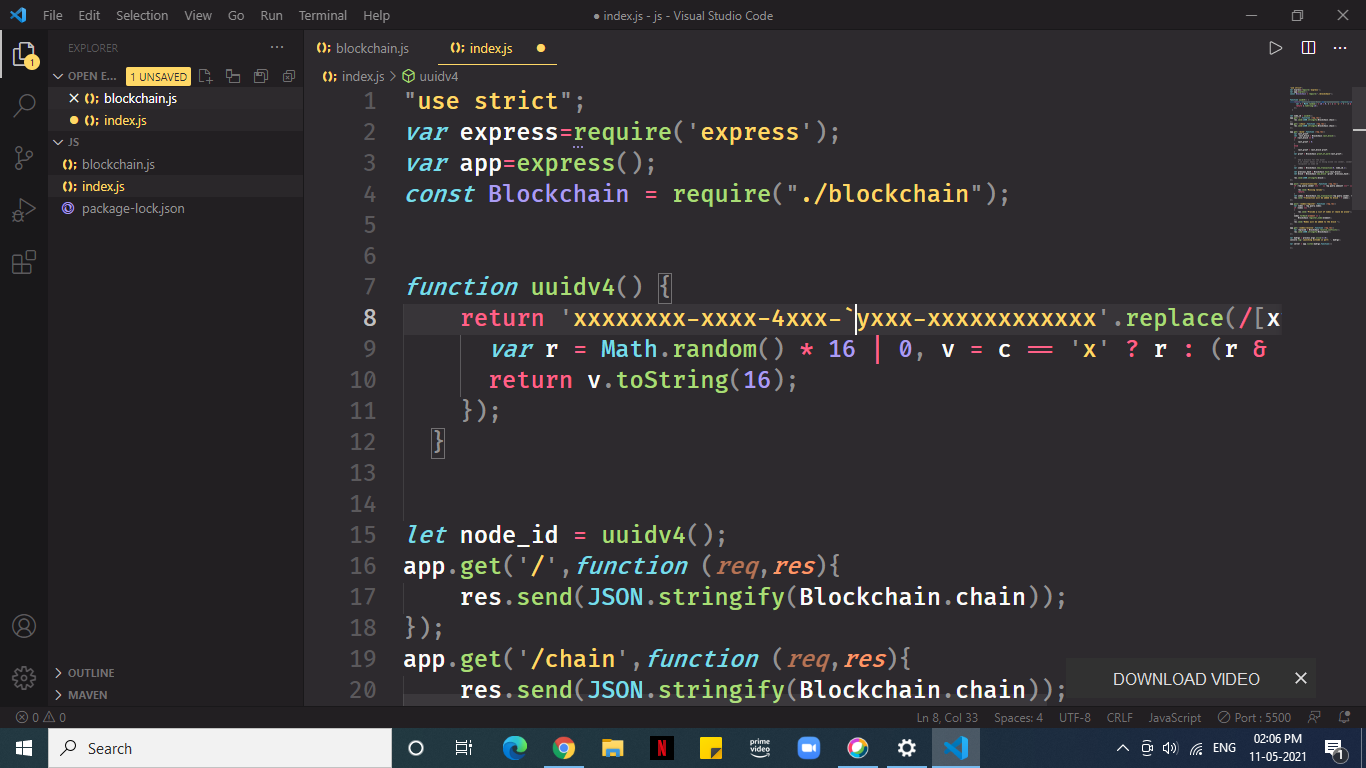 File Edit Selection View Go Run Terminal Help
● index.js - js - Visual Studio Code
EXPLORER
OPEN E... 1 UNSAVED
blockchain.js
index.js
JS
blockchain.js
index.js
package-lock.json
OUTLINE
MAVEN
blockchain.js index.js
index.js > uuidv4
1 "use strict";
2 var express=require('express');
3 var app=express();
4 const Blockchain = require("./blockchain");
5
6
7 function uuidv4() {
8 return 'xxxxxxxx-xxxx-4xxx-`yxxx-xxxxxxxxxxxx'.replace(/[x
9 var r = Math.random() * 16 | 0, v = c == 'x' ? r : (r &
10 return v.toString(16);
11 });
12 }
13
14
15 let node_id = uuidv4();
16 app.get('/',function (req,res){
17 res.send(JSON.stringify(Blockchain.chain));
18 });
19 app.get('/chain',function (req,res){
20 res.send(JSON.stringify(Blockchain.chain));
DOWNLOAD VIDEO
0 0
Ln 8, Col 33 Spaces: 4 UTF-8 CRLF JavaScript Port : 5500
Search
prime video
ENG
02:06 PM
11-05-2021
1